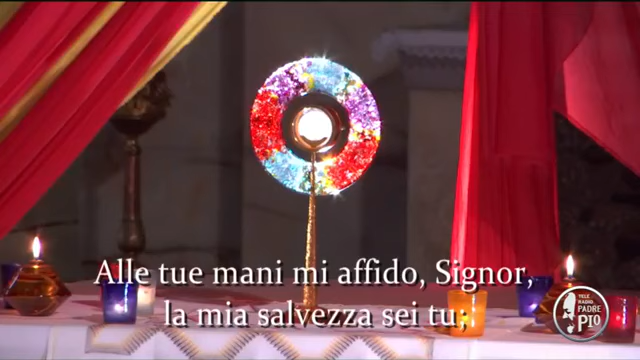 Alle tue mani mi affido, Signor,
la mia salvezza sei tu;
TELE
RADIO
PADRE
PIO